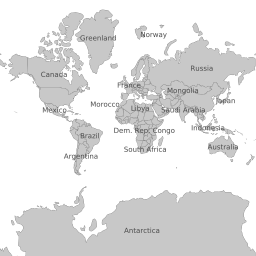 Greenland
Norway
Canada
Russia
France
Mongolia
Mexico
Morocco
Libya
Saudi Arabia
Japan
Brazil
Dem. Rep. Congo
Indonesia
Argentina
South Africa
Australia
Antarctica